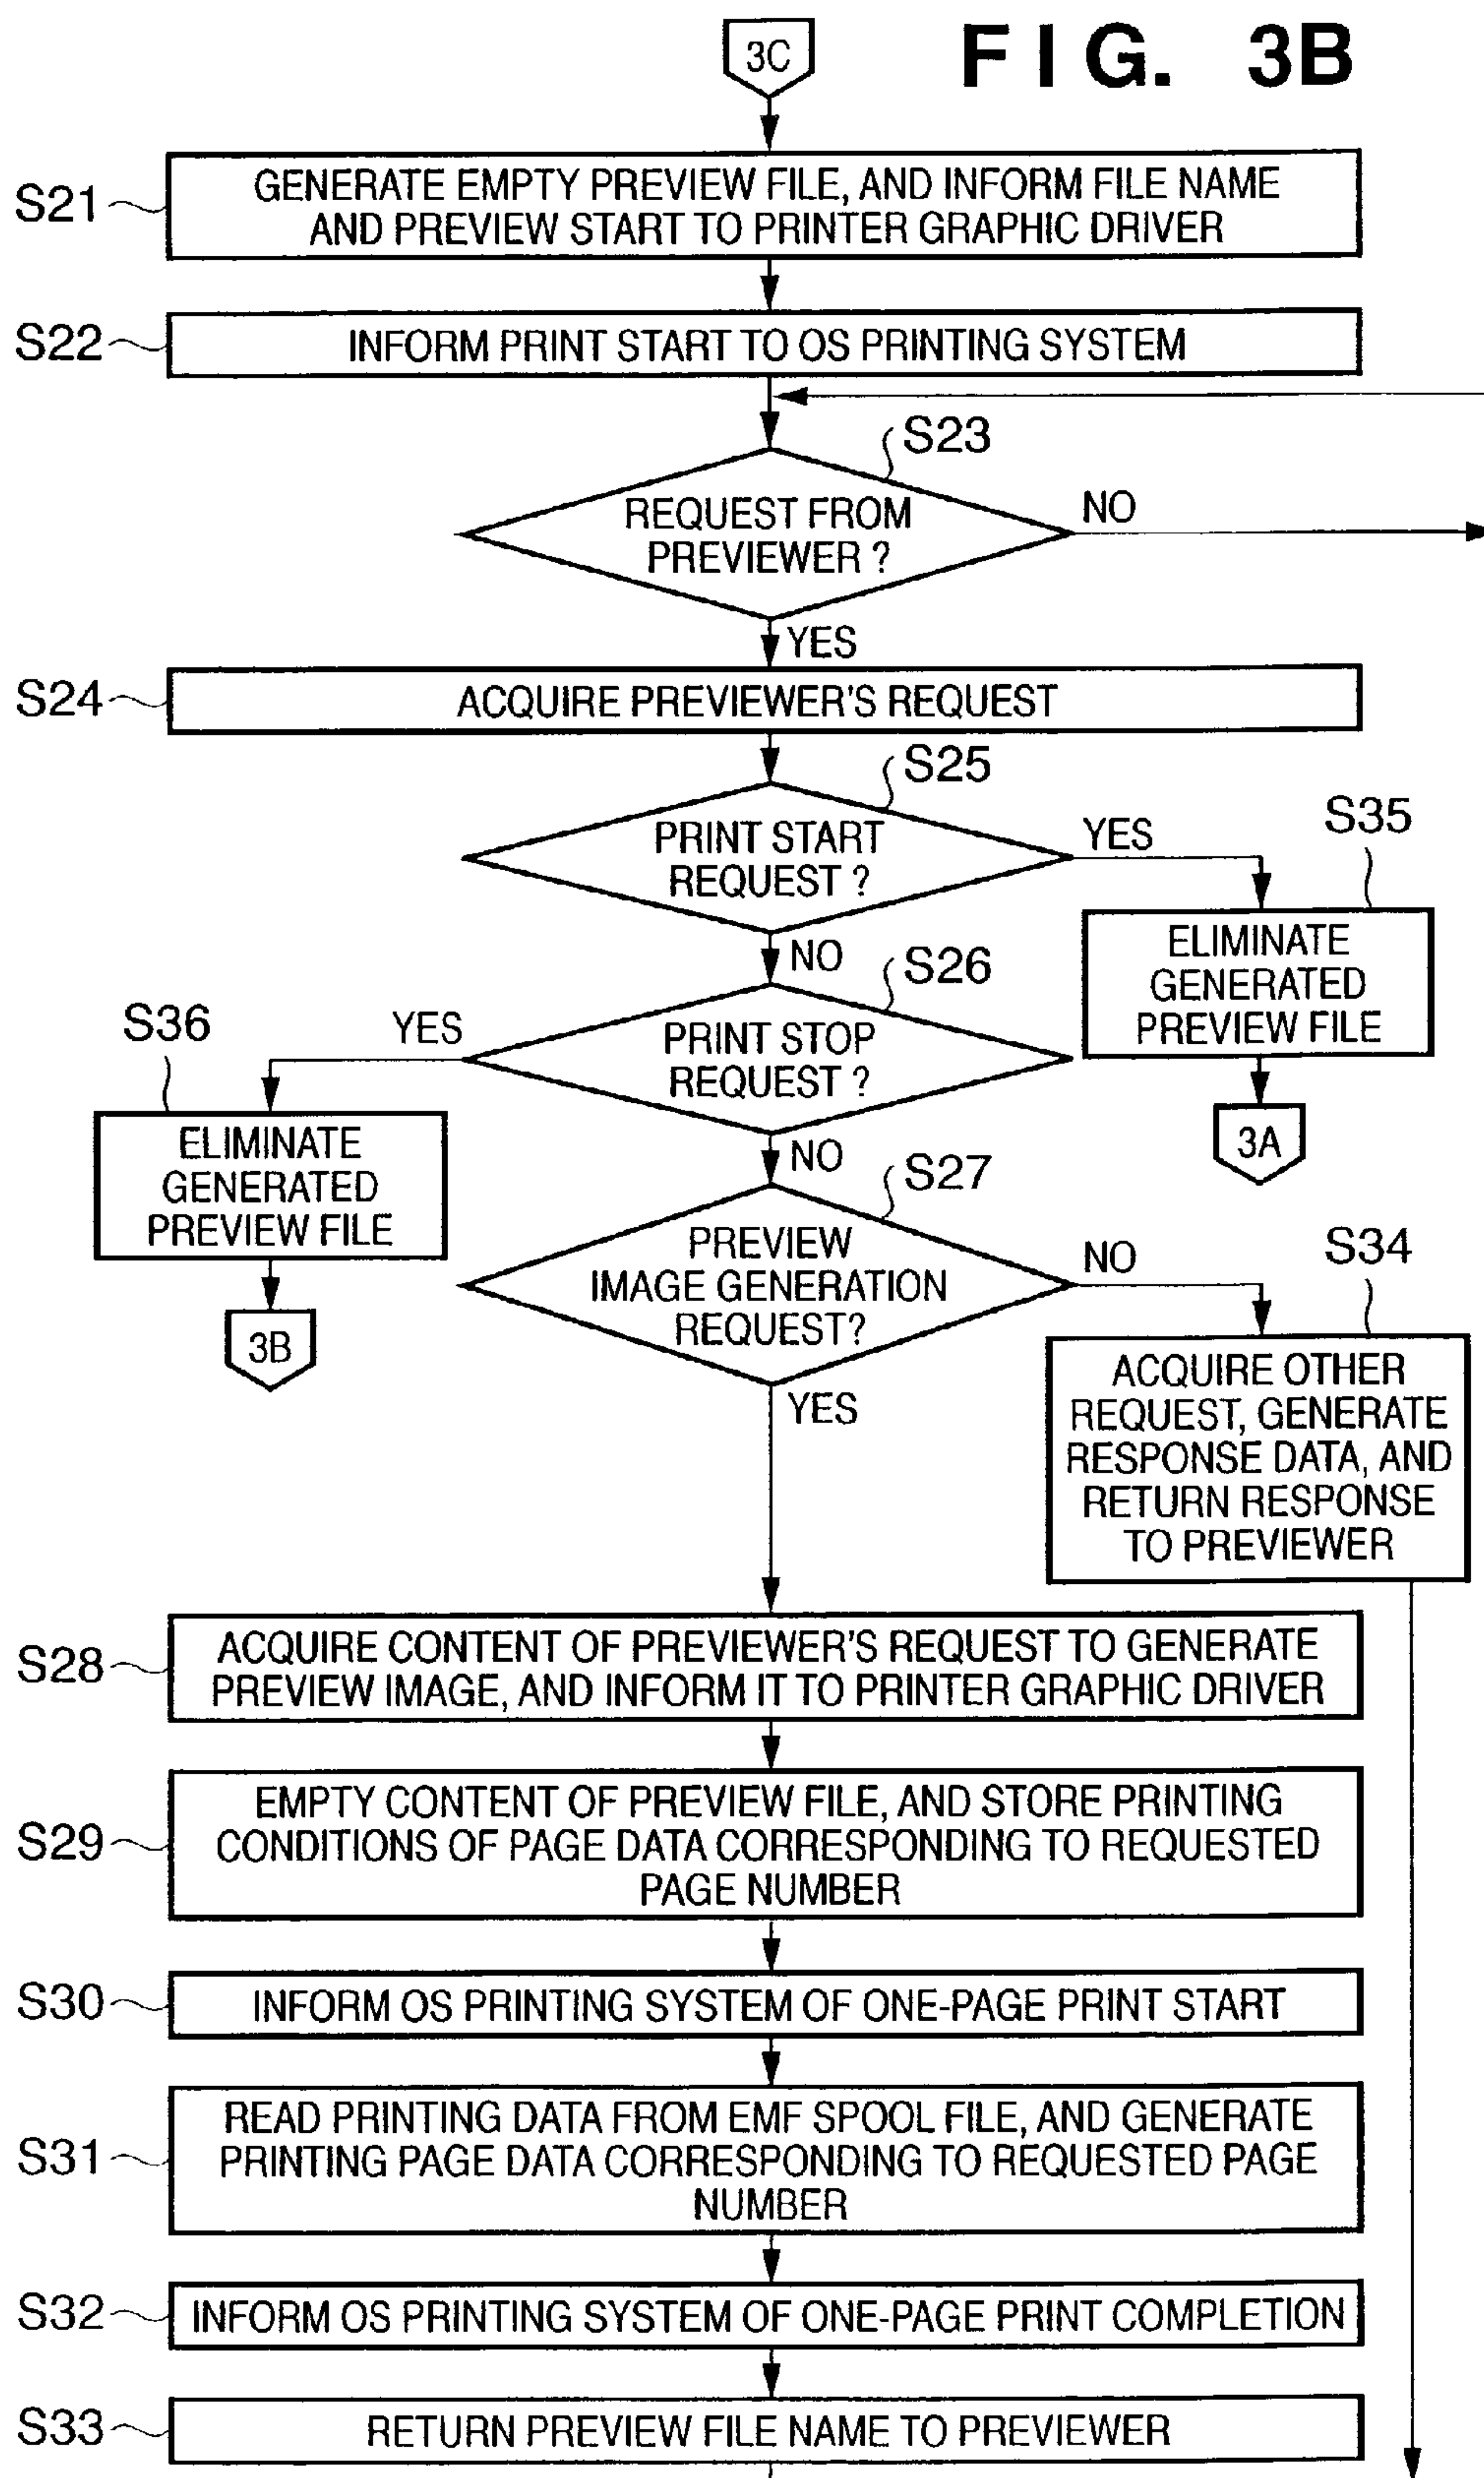 3C
FIG. 3B
S21
GENERATE EMPTY PREVIEW FILE, AND INFORM FILE NAME
AND PREVIEW START TO PRINTER GRAPHIC DRIVER
S22
INFORM PRINT START TO OS PRINTING SYSTEM
S23
REQUEST FROM
PREVIEWER ?
NO
YES
S24
ACQUIRE PREVIEWER'S REQUEST
S25
PRINT START
REQUEST ?
YES
S35
ELIMINATE
GENERATED
PREVIEW FILE
3A
NO
S26
PRINT STOP
REQUEST ?
YES
S36
ELIMINATE
GENERATED
PREVIEW FILE
3B
NO
S27
PREVIEW
IMAGE GENERATION
REQUEST?
NO
S34
ACQUIRE OTHER
REQUEST, GENERATE
RESPONSE DATA, AND
RETURN RESPONSE
TO PREVIEWER
YES
S28
ACQUIRE CONTENT OF PREVIEWER'S REQUEST TO GENERATE
PREVIEW IMAGE, AND INFORM IT TO PRINTER GRAPHIC DRIVER
S29
EMPTY CONTENT OF PREVIEW FILE, AND STORE PRINTING
CONDITIONS OF PAGE DATA CORRESPONDING TO REQUESTED
PAGE NUMBER
S30
INFORM OS PRINTING SYSTEM OF ONE-PAGE PRINT START
S31
READ PRINTING DATA FROM EMF SPOOL FILE, AND GENERATE
PRINTING PAGE DATA CORRESPONDING TO REQUESTED PAGE
NUMBER
S32
INFORM OS PRINTING SYSTEM OF ONE-PAGE PRINT COMPLETION
S33
RETURN PREVIEW FILE NAME TO PREVIEWER